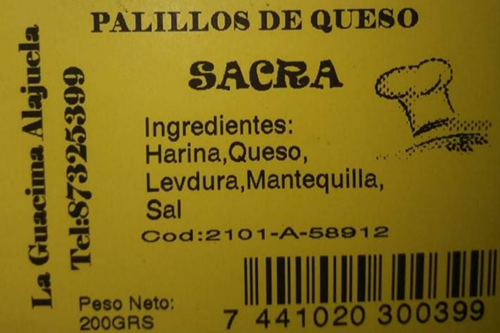 PALILLOS DE QUESO
SACRA
Ingredientes:
Harina,Queso,
Levdura,Mantequilla,
Sal
Cod:2101-A-58912
La Guacima Alajuela
Tel:87325399
Peso Neto:
200GRS
7 441020 300399